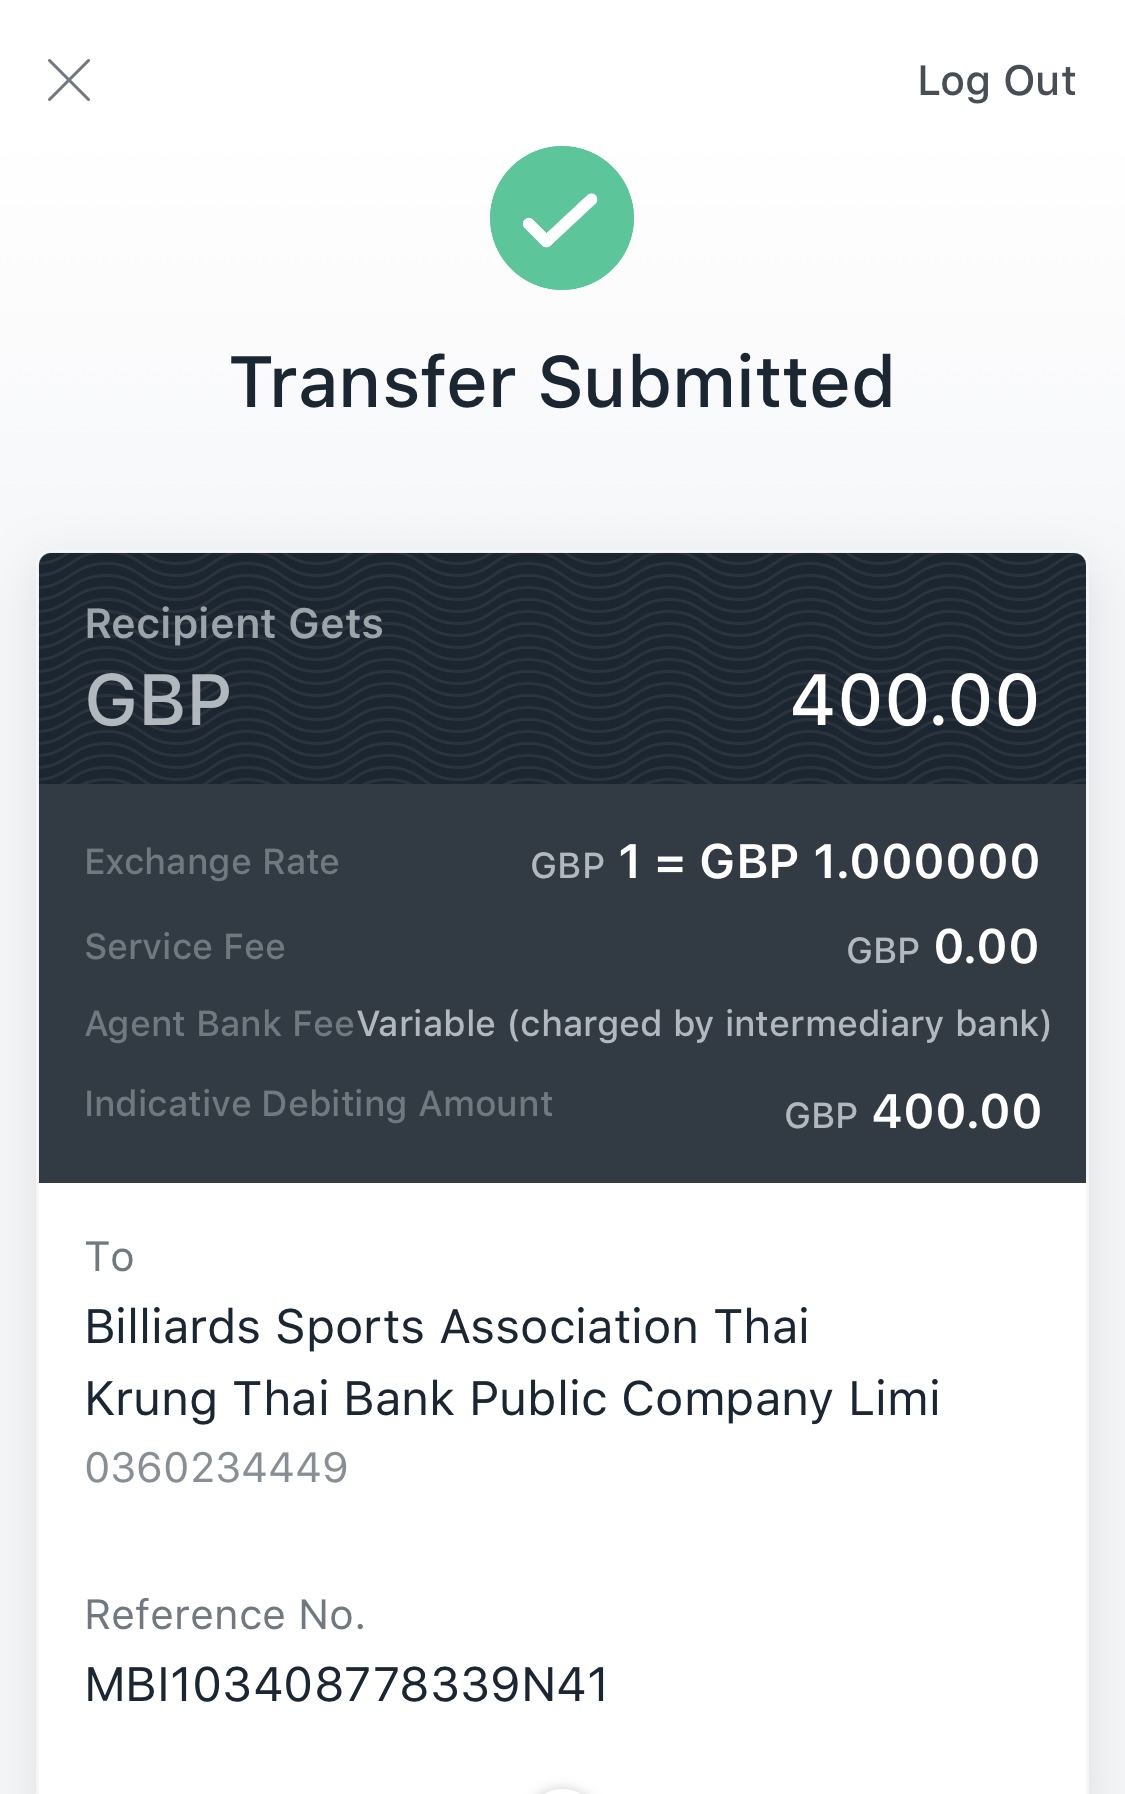 Log Out
Transfer Submitted
Recipient Gets
GBP 400.00
Exchange Rate GBP 1 = GBP 1.000000
Service Fee GBP 0.00
Agent Bank Fee Variable (charged by intermediary bank)
Indicative Debiting Amount GBP 400.00
To
Billiards Sports Association Thai
Krung Thai Bank Public Company Limi
0360234449
Reference No.
MBI103408778339N41